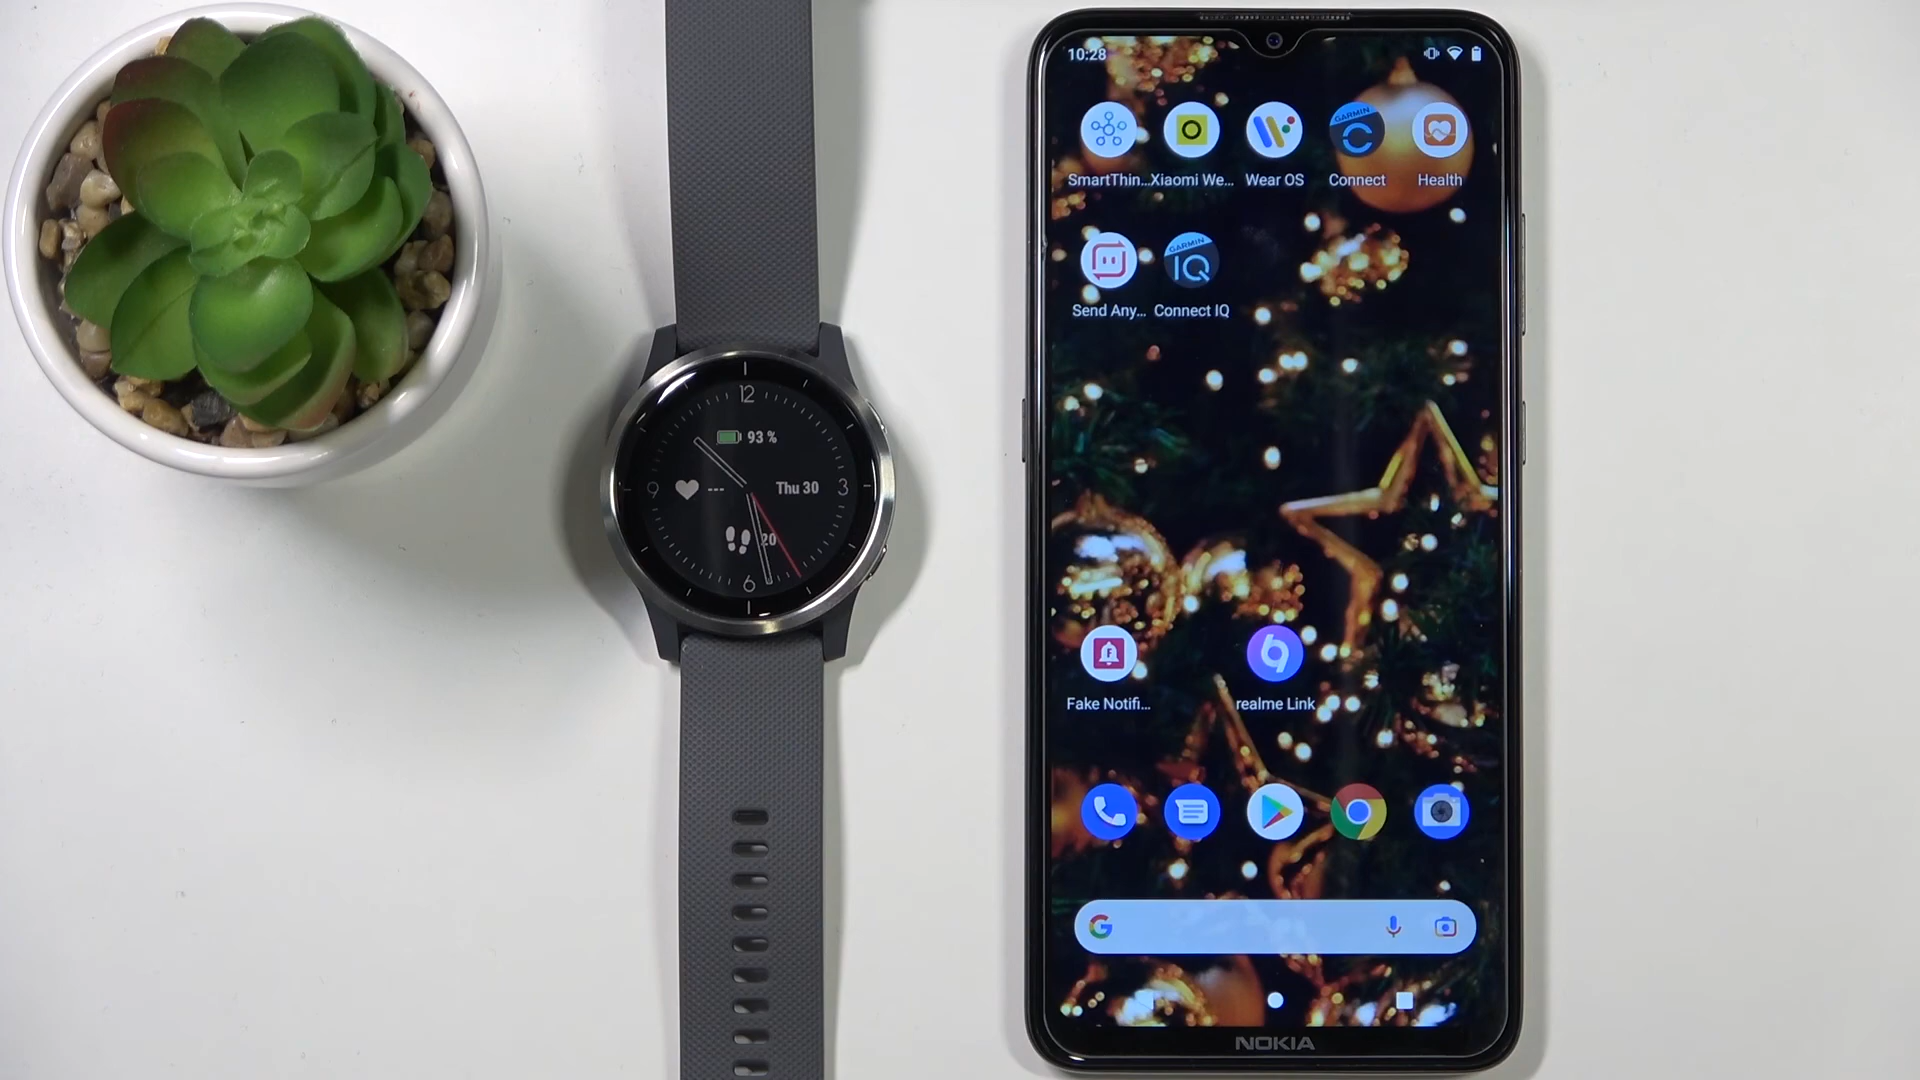 12
93 %
9
---
Thu 30
3
20
6
10:28
SmartThin...
Xiaomi We...
Wear OS
GARMIN
Connect
Health
Send Any...
GARMIN
IQ
Connect IQ
F
Fake Notifi...
realme Link
G
NOKIA